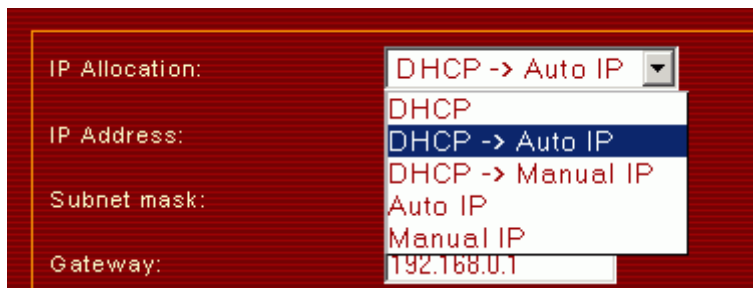 IP Allocation: DHCP -> Auto IP
DHCP
IP Address:
DHCP -> Auto IP
DHCP -> Manual IP
Subnet mask:
Auto IP
Manual IP
Gateway: 192.168.0.1